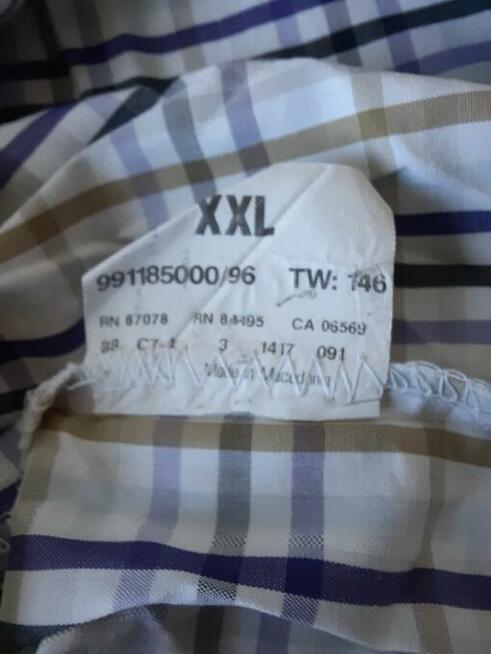 XXL
991185000/96 TW: 146
RN 87078 RN 84495 CA 06569
38 C7-1 3 1417 091
Made in Macedonia